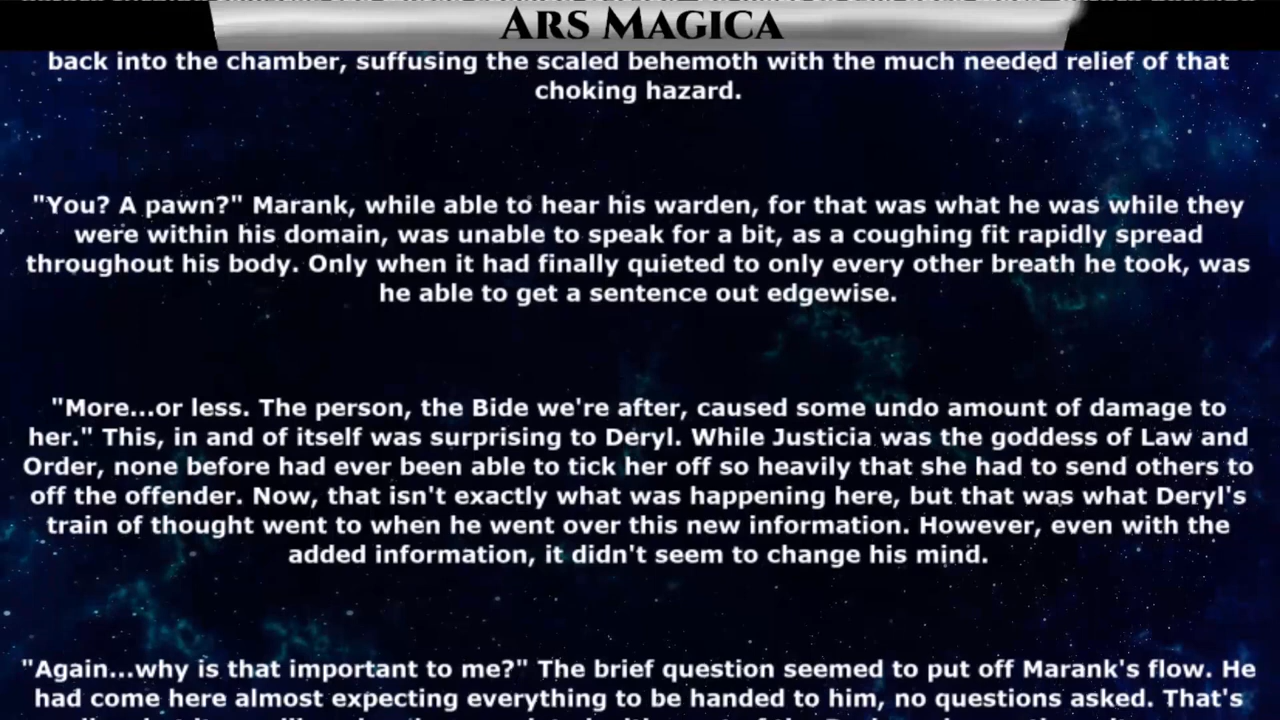 ARS MAGICA
back into the chamber, suffusing the scaled behemoth with the much needed relief of that
choking hazard.
"You? A pawn?" Marank, while able to hear his warden, for that was what he was while they
were within his domain, was unable to speak for a bit, as a coughing fit rapidly spread
throughout his body. Only when it had finally quieted to only every other breath he took, was
he able to get a sentence out edgewise.
"More...or less. The person, the Bide we're after, caused some undo amount of damage to
her." This, in and of itself was surprising to Deryl. While Justicia was the goddess of Law and
Order, none before had ever been able to tick her off so heavily that she had to send others to
off the offender. Now, that isn't exactly what was happening here, but that was what Deryl's
train of thought went to when he went over this new information. However, even with the
added information, it didn't seem to change his mind.
"Again...why is that important to me?" The brief question seemed to put off Marank's flow. He
had come here almost expecting everything to be handed to him, no questions asked. That's